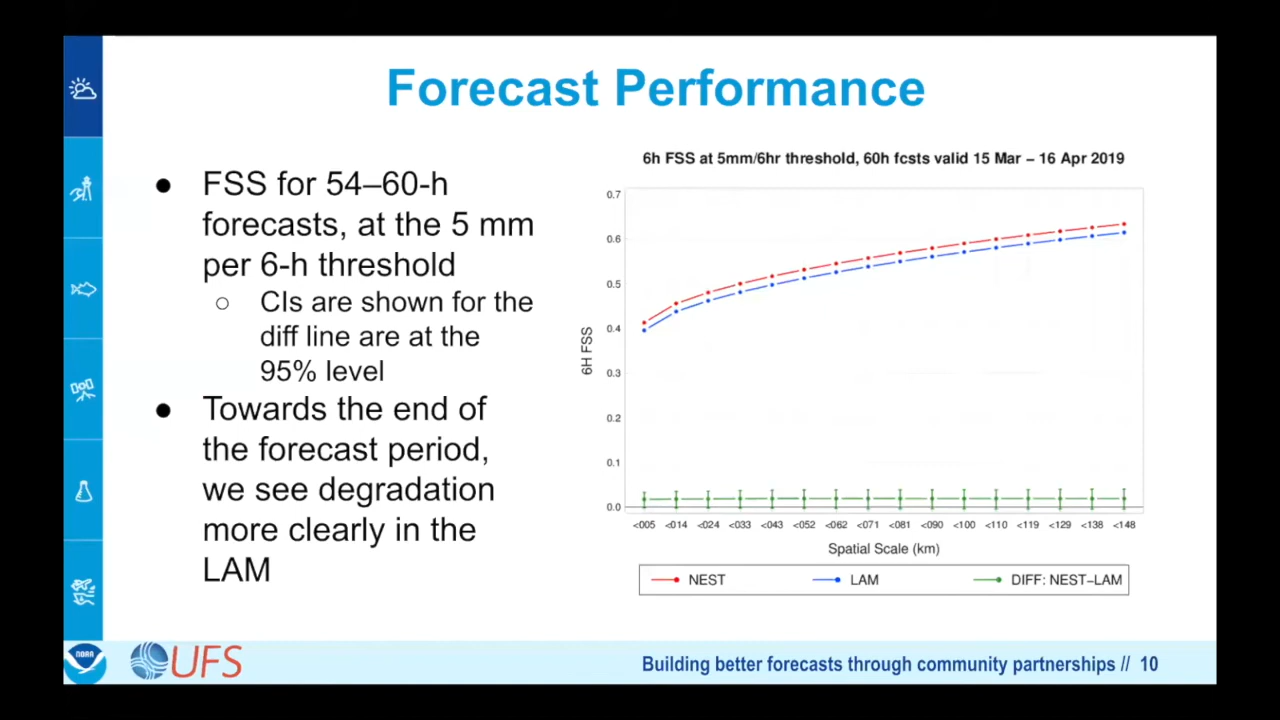 Forecast Performance
● FSS for 54–60-h
forecasts, at the 5 mm
per 6-h threshold
○ CIs are shown for the
diff line are at the
95% level
● Towards the end of
the forecast period,
we see degradation
more clearly in the
LAM
6h FSS at 5mm/6hr threshold, 60h fcsts valid 15 Mar – 16 Apr 2019
0.7
0.6
0.5
0.4
0.3
0.2
0.1
0.0
6H FSS
<005 <014 <024 <033 <043 <052 <062 <071 <081 <090 <100 <110 <119 <129 <138 <148
Spatial Scale (km)
NEST LAM DIFF: NEST–LAM
NOAA
UFS
Building better forecasts through community partnerships // 10